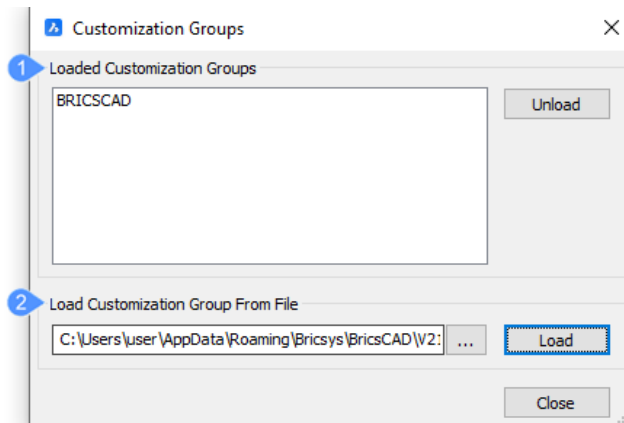 Customization Groups
1 Loaded Customization Groups
BRICSCAD
Unload
2 Load Customization Group From File
C:\Users\user\AppData\Roaming\Bricsys\BricsCAD\V21 ... Load
Close